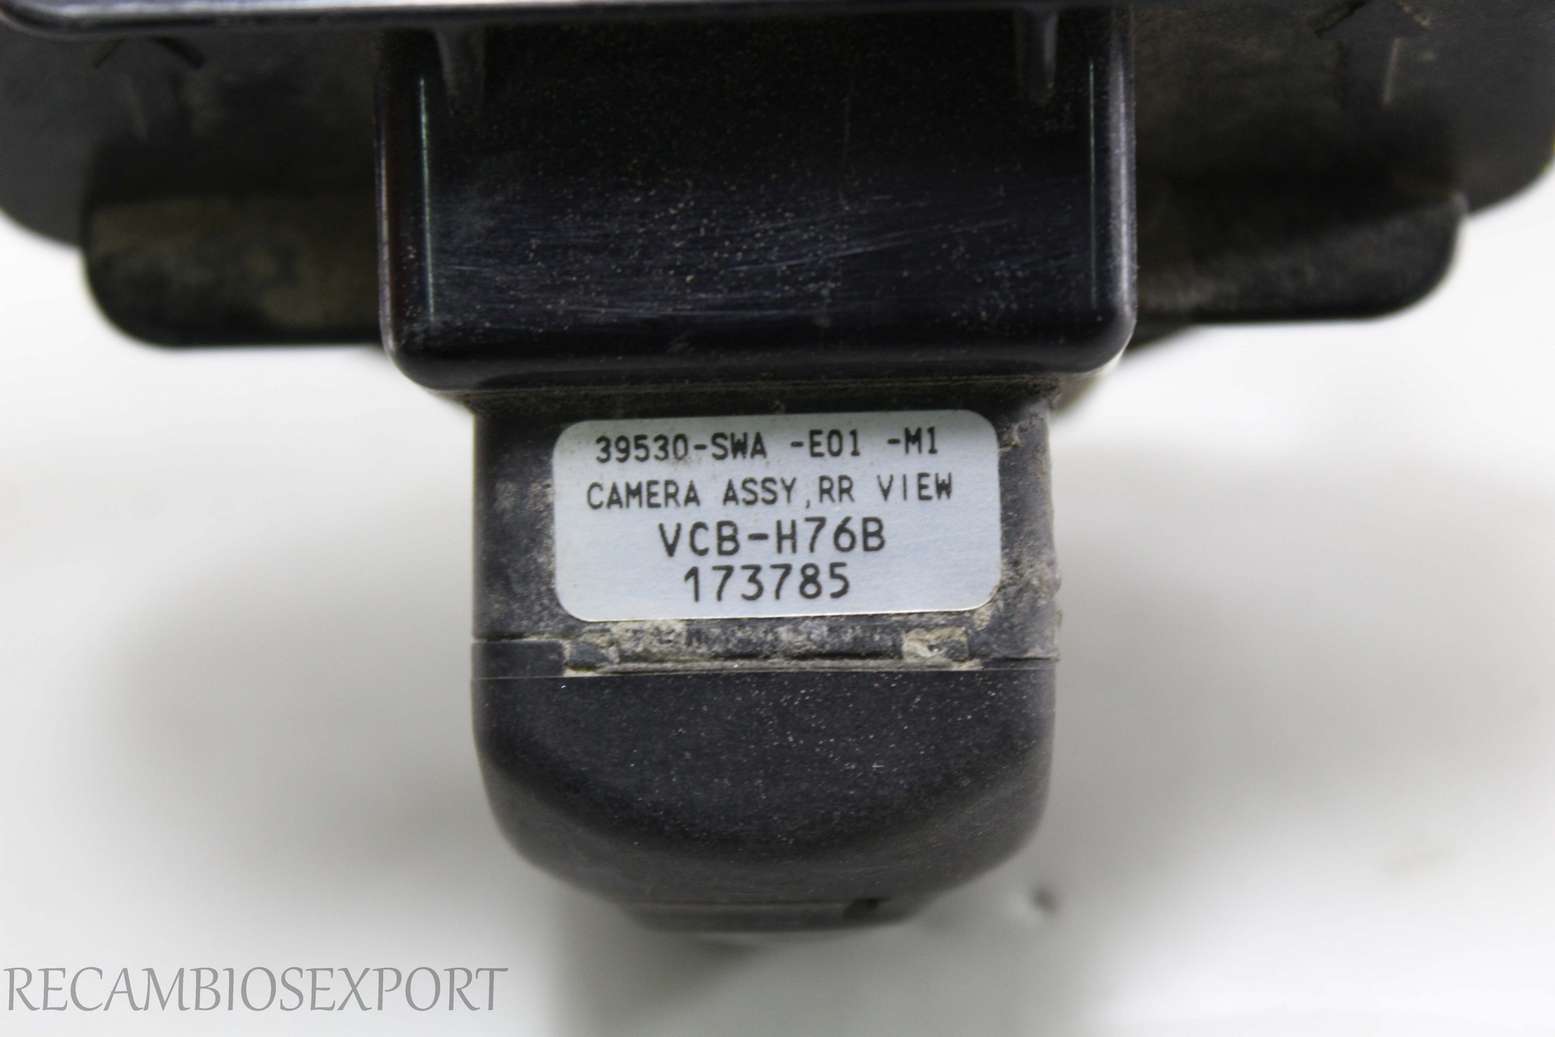 39530-SWA -E01 -M1
CAMERA ASSY, RR VIEW
VCB-H76B
173785
RECAMBIOSEXPORT